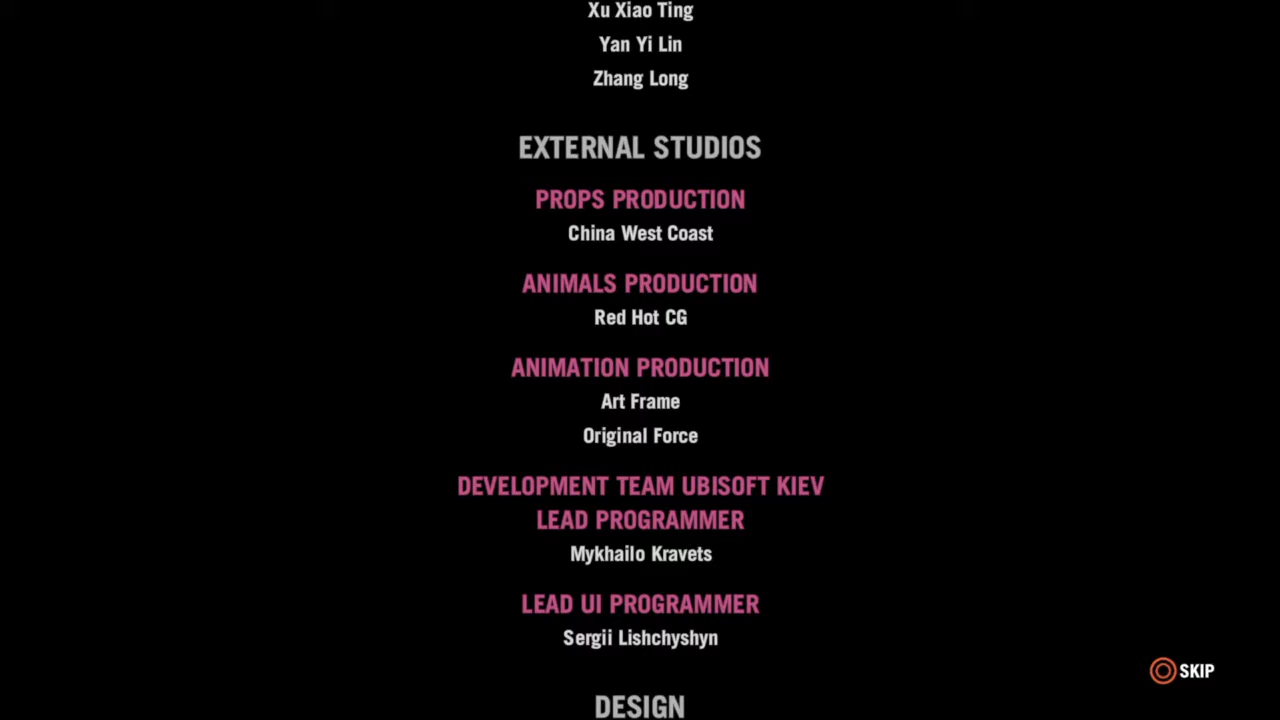 Xu Xiao Ting
Yan Yi Lin
Zhang Long
EXTERNAL STUDIOS
PROPS PRODUCTION
China West Coast
ANIMALS PRODUCTION
Red Hot CG
ANIMATION PRODUCTION
Art Frame
Original Force
DEVELOPMENT TEAM UBISOFT KIEV
LEAD PROGRAMMER
Mykhailo Kravets
LEAD UI PROGRAMMER
Sergii Lishchyshyn
SKIP
DESIGN